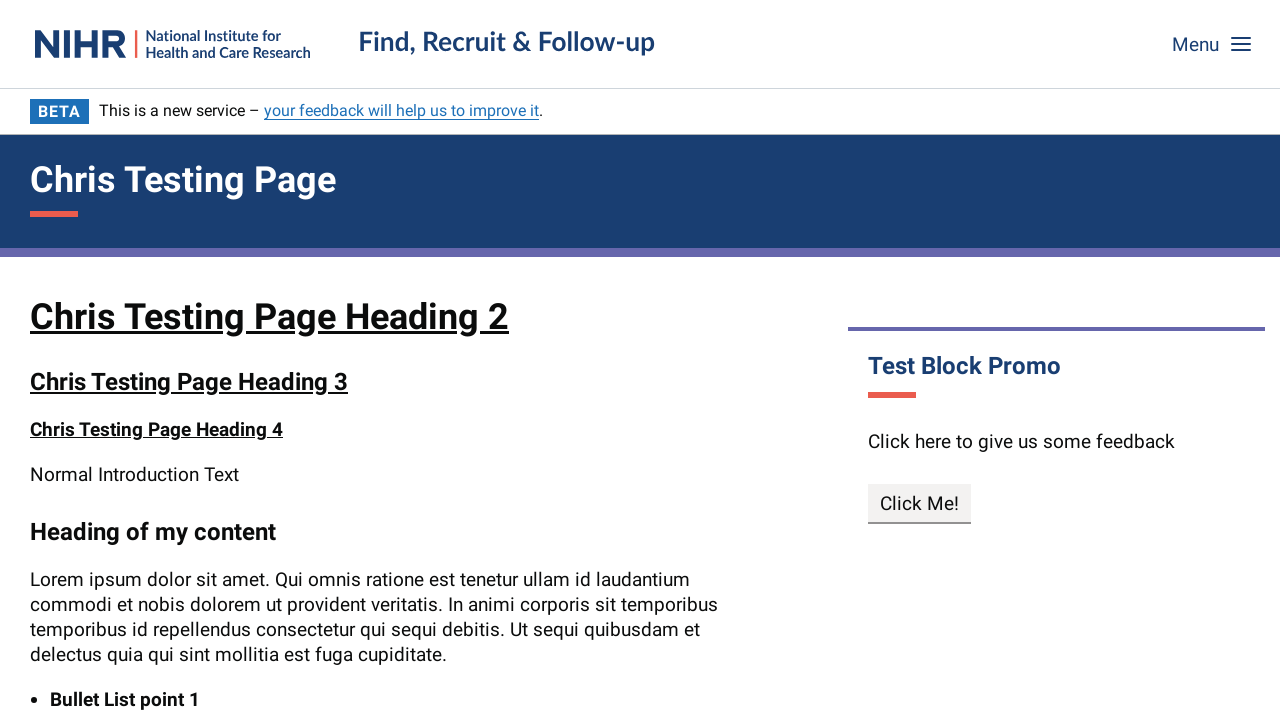 NIHR | National Institute for
Health and Care Research
Find, Recruit & Follow-up
Menu
BETA This is a new service – your feedback will help us to improve it.
Chris Testing Page
Chris Testing Page Heading 2
Chris Testing Page Heading 3
Chris Testing Page Heading 4
Normal Introduction Text
Heading of my content
Lorem ipsum dolor sit amet. Qui omnis ratione est tenetur ullam id laudantium
commodi et nobis dolorem ut provident veritatis. In animi corporis sit temporibus
temporibus id repellendus consectetur qui sequi debitis. Ut sequi quibusdam et
delectus quia qui sint mollitia est fuga cupiditate.
• Bullet List point 1
Test Block Promo
Click here to give us some feedback
Click Me!